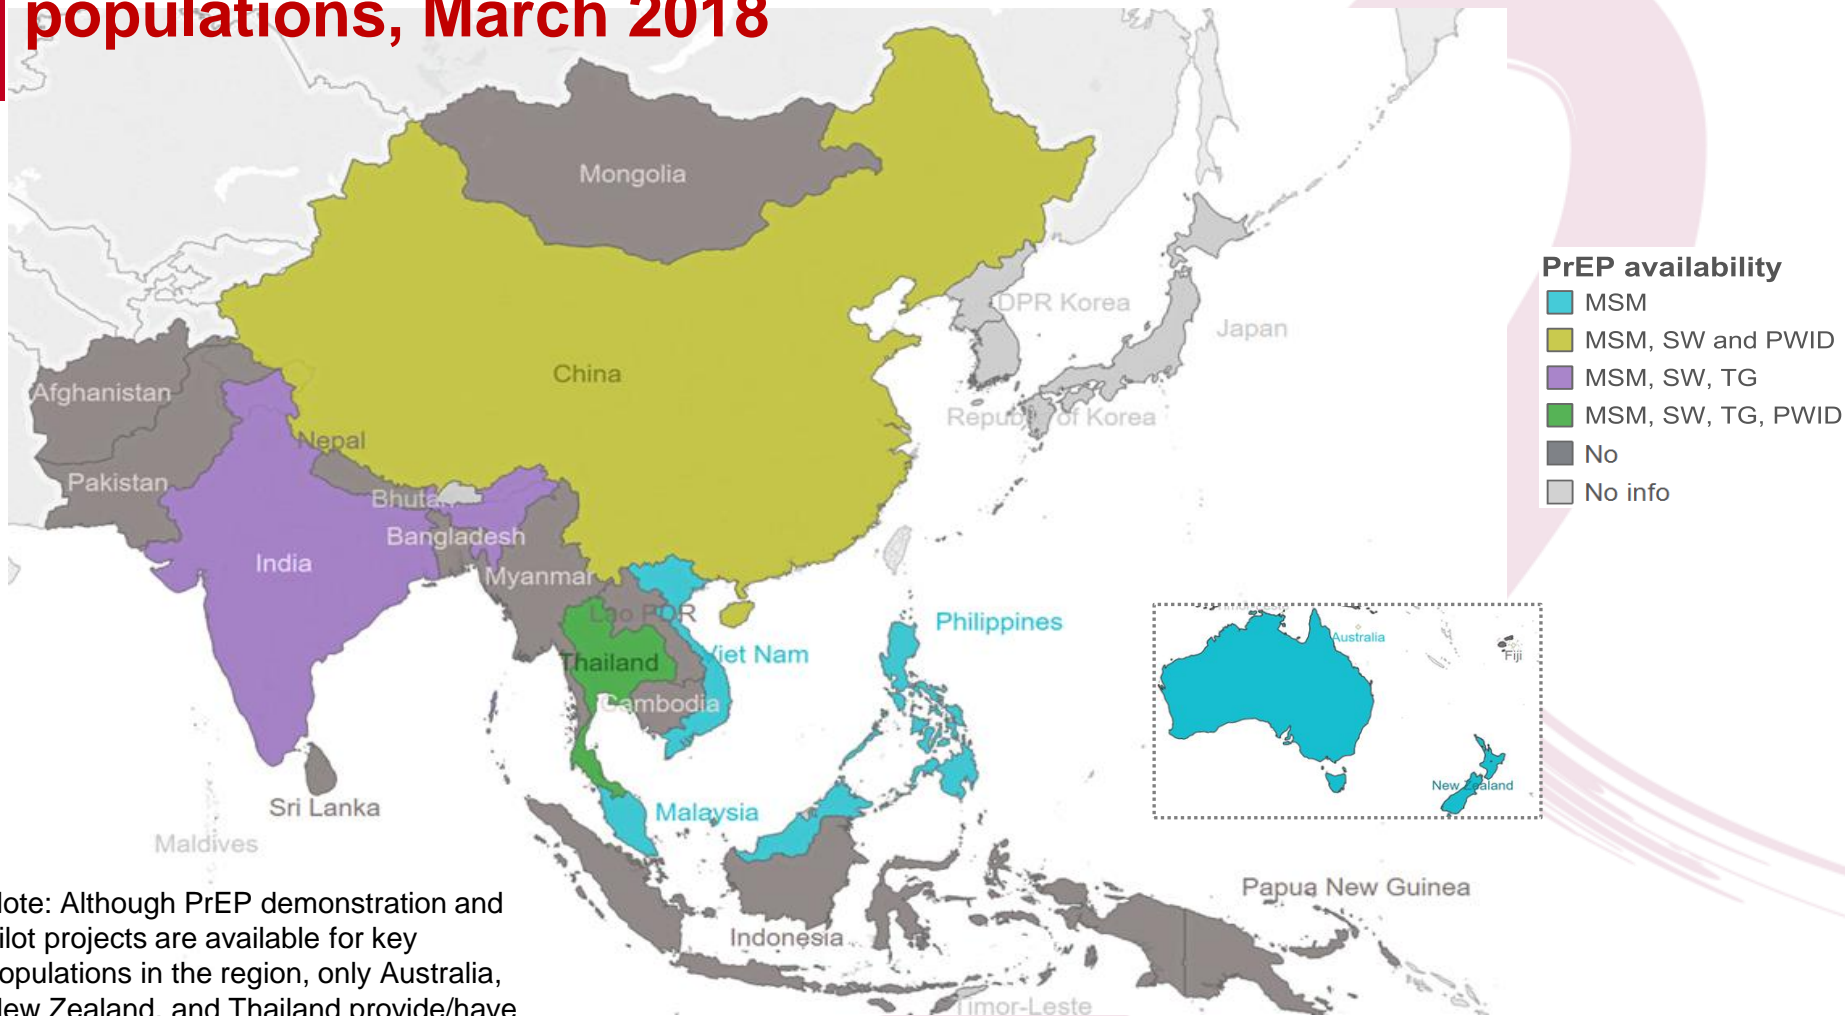 populations, March 2018
Mongolia
DPR Korea
Japan
China
Republic of Korea
Afghanistan
Nepal
Pakistan
Bhutan
Bangladesh
India
Myanmar
Lao PDR
Thailand
Viet Nam
Cambodia
Philippines
Sri Lanka
Malaysia
Maldives
Indonesia
Papua New Guinea
Timor-Leste
Australia
Fiji
New Zealand
PrEP availability
MSM
MSM, SW and PWID
MSM, SW, TG
MSM, SW, TG, PWID
No
No info
lote: Although PrEP demonstration and
ilot projects are available for key
opulations in the region, only Australia,
lew Zealand, and Thailand provide/have